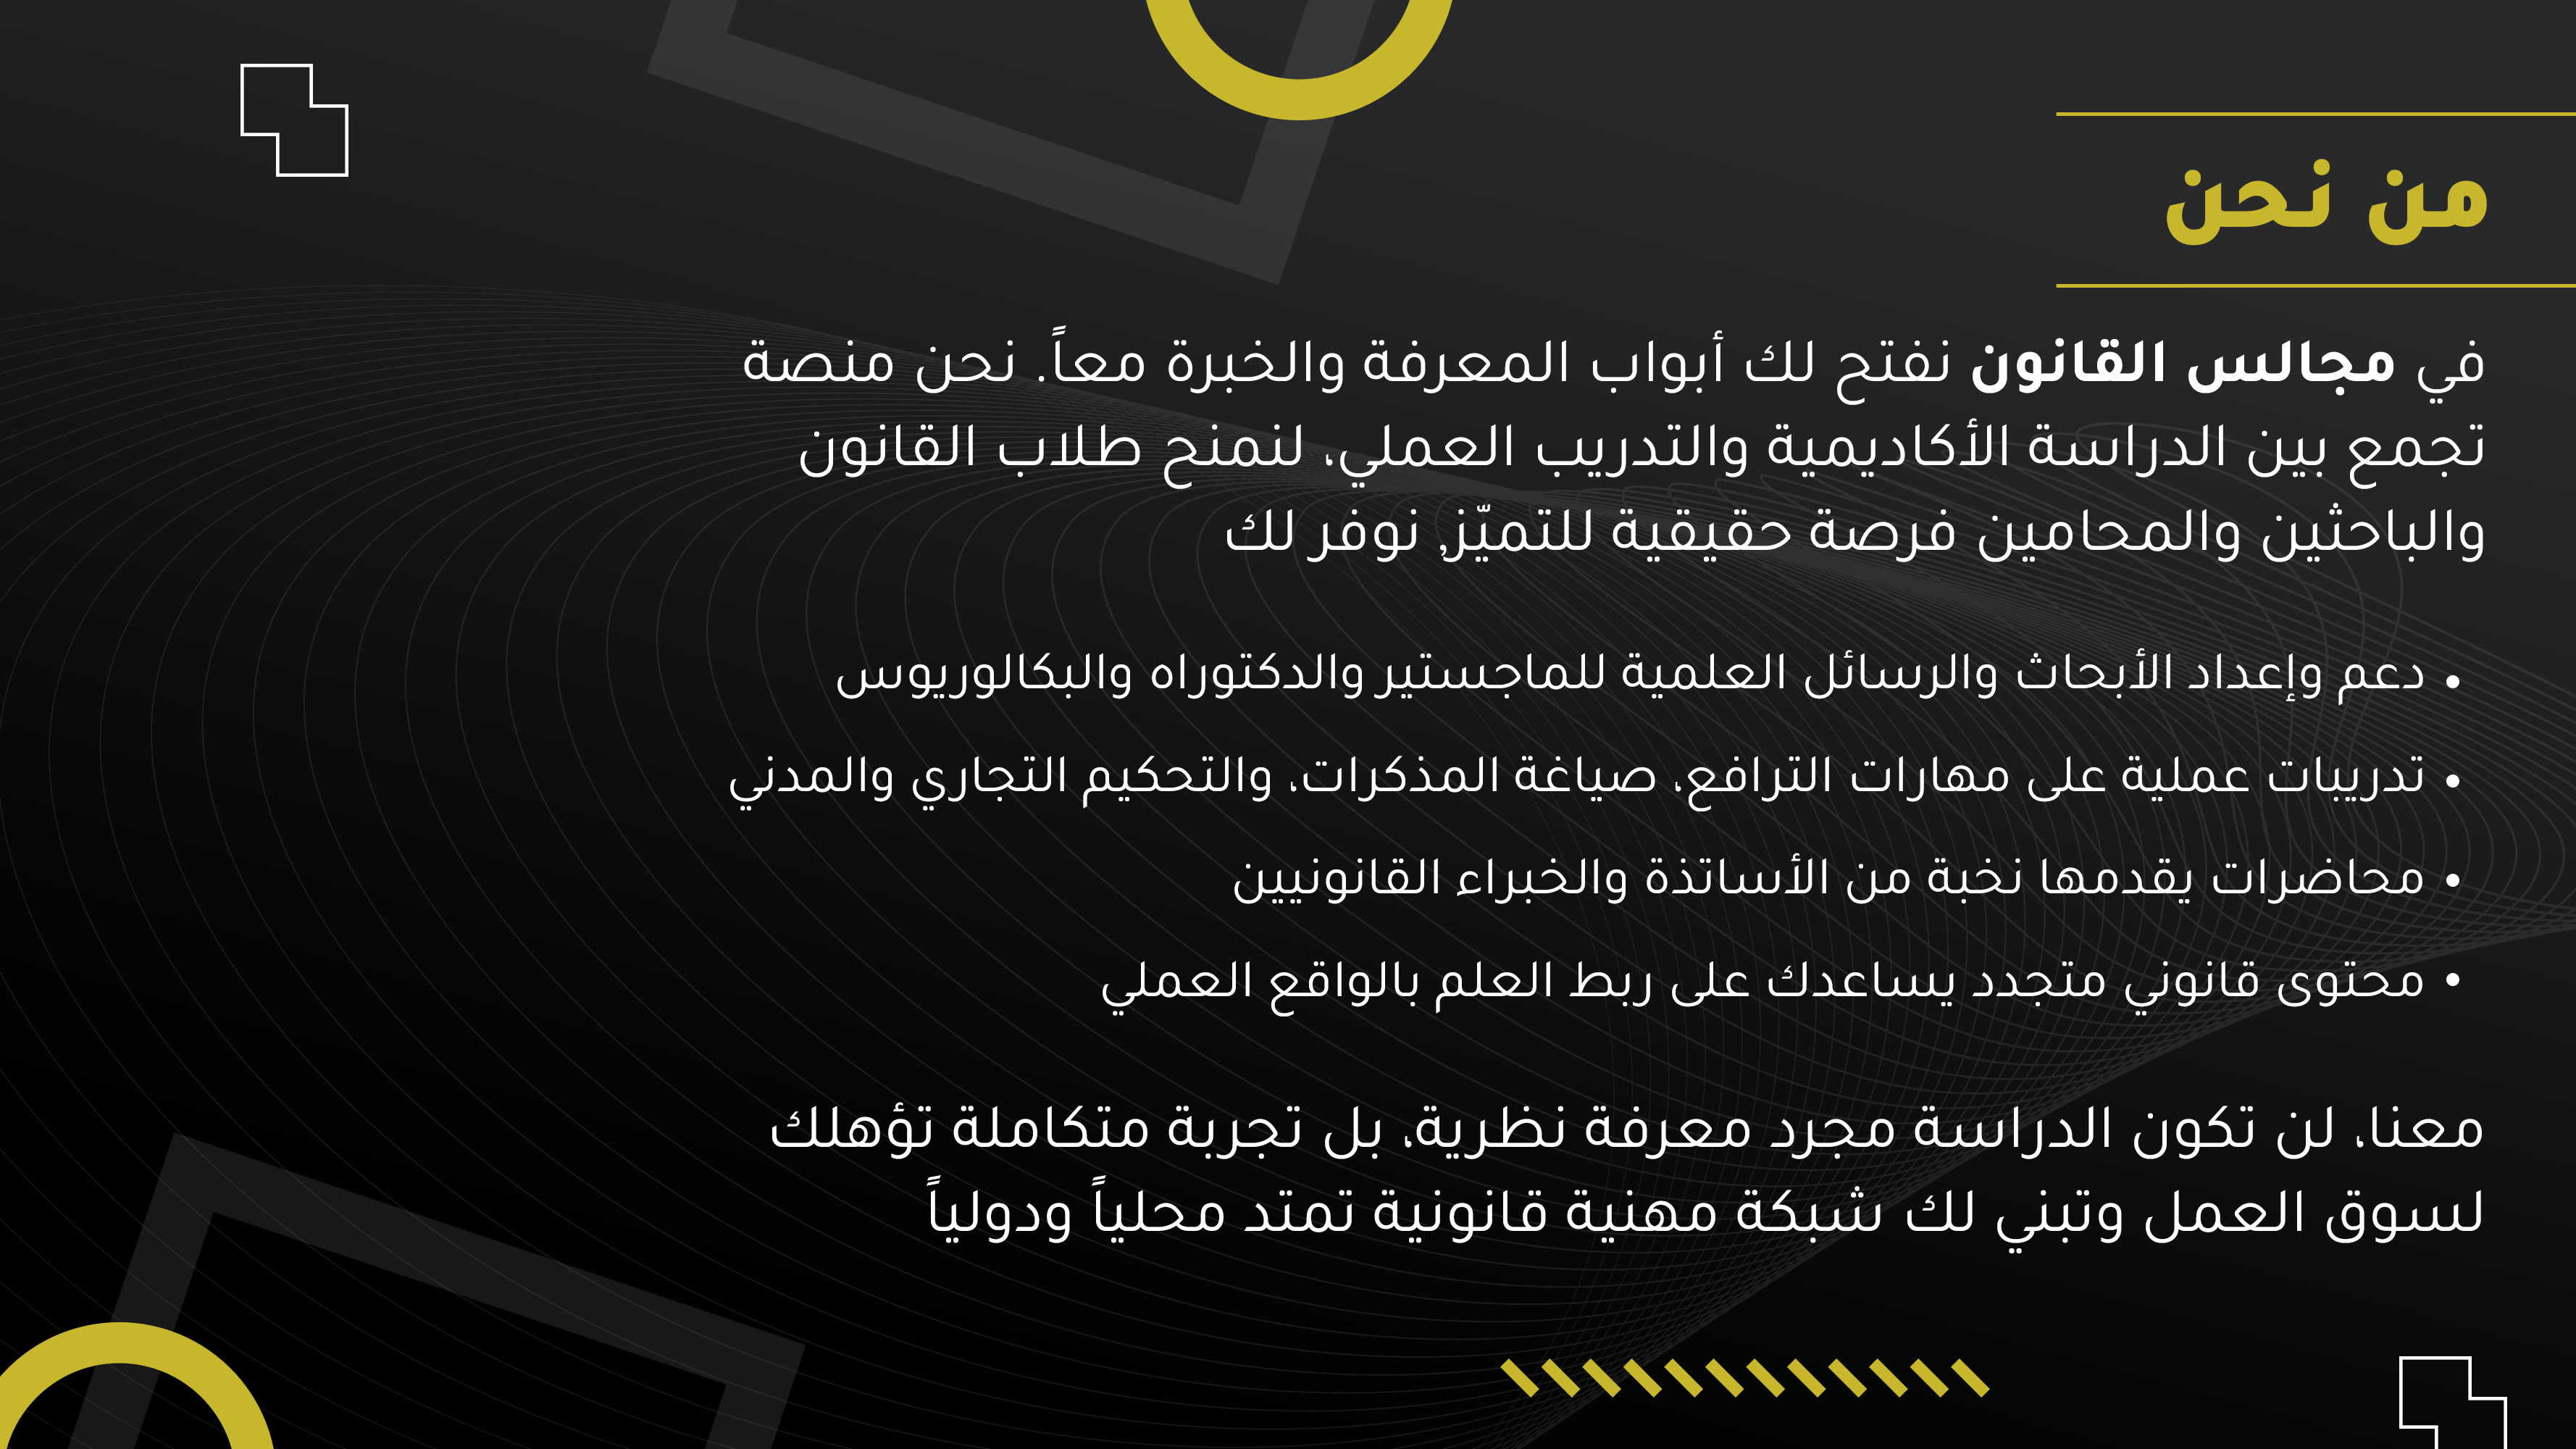 من نحن
في مجالس القانون نفتح لك أبواب المعرفة والخبرة معاً. نحن منصة
تجمع بين الدراسة الأكاديمية والتدريب العملي، لنمنح طلاب القانون
والباحثين والمحامين فرصة حقيقية للتميّز, نوفر لك
• دعم وإعداد الأبحاث والرسائل العلمية للماجستير والدكتوراه والبكالوريوس
• تدريبات عملية على مهارات الترافع، صياغة المذكرات، والتحكيم التجاري والمدني
• محاضرات يقدمها نخبة من الأساتذة والخبراء القانونيين
• محتوى قانوني متجدد يساعدك على ربط العلم بالواقع العملي
معنا، لن تكون الدراسة مجرد معرفة نظرية، بل تجربة متكاملة تؤهلك
لسوق العمل وتبني لك شبكة مهنية قانونية تمتد محلياً ودولياً